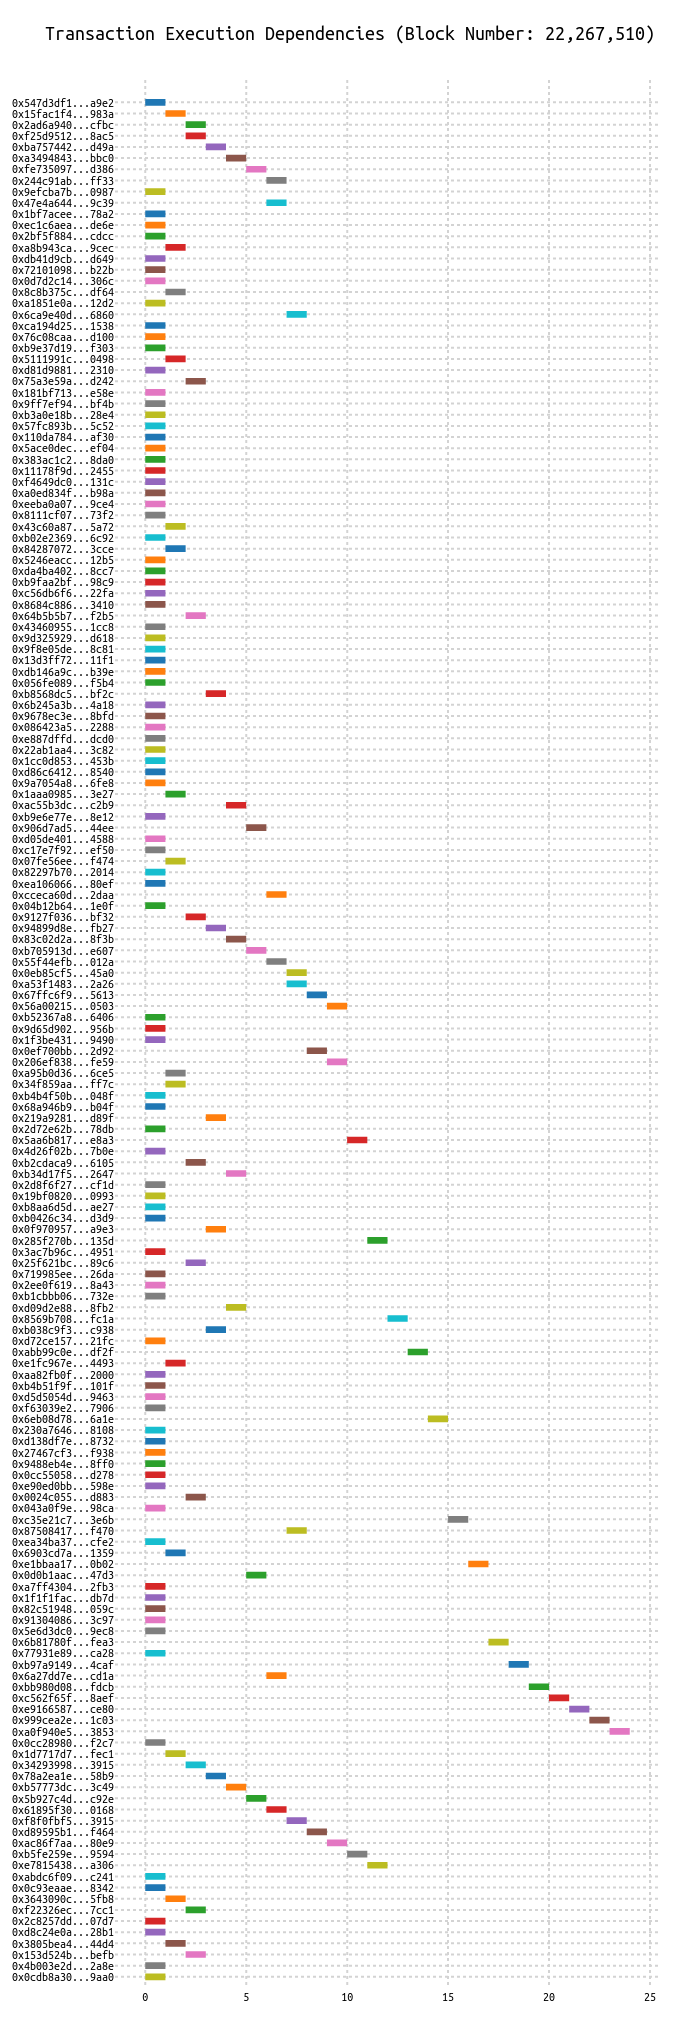 Transaction Execution Dependencies (Block Number: 22,267,510)
0x547d3df1...a9e2
0x15fac1f4...983a
0x2ad6a940...cfbc
0xf25d9512...8ac5
0xba757442...d49a
0xa3494843...bbc0
0xfe735097...d386
0x244c91ab...ff33
0x9efcba7b...0987
0x47e4a644...9c39
0x1bf7acee...78a2
0xec1c6aea...de6e
0x2bf5f884...cdcc
0xa8b943ca...9cec
0xdb41d9cb...d649
0x72101098...b22b
0x0d7d2c14...306c
0x8c8b375c...df64
0xa1851e0a...12d2
0x6ca9e40d...6860
0xca194d25...1538
0x76c08caa...d100
0xb9e37d19...f303
0x5111991c...0498
0xd81d9881...2310
0x75a3e59a...d242
0x181bf713...e58e
0x9ff7ef94...bf4b
0xb3a0e18b...28e4
0x57fc893b...5c52
0x110da784...af30
0x5ace0dec...ef04
0x383ac1c2...8da0
0x11178f9d...2455
0xf4649dc0...131c
0xa0ed834f...b98a
0xeeba0a07...9ce4
0x8111cf07...73f2
0x43c60a87...5a72
0xb02e2369...6c92
0x84287072...3cce
0x5246eacc...12b5
0xda4ba402...8cc7
0xb9faa2bf...98c9
0xc56db6f6...22fa
0x8684c886...3410
0x64b5b5b7...f2b5
0x43460955...1cc8
0x9d325929...d618
0x9f8e05de...8c81
0x13d3ff72...11f1
0xdb146a9c...b39e
0x056fe089...f5b4
0xb8568dc5...bf2c
0x6b245a3b...4a18
0x9678ec3e...8bfd
0x086423a5...2288
0xe887dffd...dcd0
0x22ab1aa4...3c82
0x1cc0d853...453b
0xd86c6412...8540
0x9a7054a8...6fe8
0x1aaa0985...3e27
0xac55b3dc...c2b9
0xb9e6e77e...8e12
0x906d7ad5...44ee
0xd05de401...4588
0xc17e7f92...ef50
0x07fe56ee...f474
0x82297b70...2014
0xea106066...80ef
0xcceca60d...2daa
0x04b12b64...1e0f
0x9127f036...bf32
0x94899d8e...fb27
0x83c02d2a...8f3b
0xb705913d...e607
0x55f44efb...012a
0x0eb85cf5...45a0
0xa53f1483...2a26
0x67ffc6f9...5613
0x56a00215...0503
0xb52367a8...6406
0x9d65d902...956b
0x1f3be431...9490
0x0ef700bb...2d92
0x206ef838...fe59
0xa95b0d36...6ce5
0x34f859aa...ff7c
0xb4b4f50b...048f
0x68a946b9...b04f
0x219a9281...d89f
0x2d72e62b...78db
0x5aa6b817...e8a3
0x4d26f02b...7b0e
0xb2cdaca9...6105
0xb34d17f5...2647
0x2d8f6f27...cf1d
0x19bf0820...0993
0xb8aa6d5d...ae27
0xb0426c34...d3d9
0x0f970957...a9e3
0x285f270b...135d
0x3ac7b96c...4951
0x25f621bc...89c6
0x719985ee...26da
0x2ee0f619...8a43
0xb1cbbb06...732e
0xd09d2e88...8fb2
0x8569b708...fc1a
0xb038c9f3...c938
0xd72ce157...21fc
0xabb99c0e...df2f
0xe1fc967e...4493
0xaa82fb0f...2000
0xb4b51f9f...101f
0xd5d5054d...9463
0xf63039e2...7906
0x6eb08d78...6a1e
0x230a7646...8108
0xd138df7e...8732
0x27467cf3...f938
0x9488eb4e...8ff0
0x0cc55058...d278
0xe90ed0bb...598e
0x0024c055...d883
0x043a0f9e...98ca
0xc35e21c7...3e6b
0x87508417...f470
0xea34ba37...cfe2
0x6903cd7a...1359
0xe1bbaa17...0b02
0x0d0b1aac...47d3
0xa7ff4304...2fb3
0x1f1f1fac...db7d
0x82c51948...059c
0x91304086...3c97
0x5e6d3dc0...9ec8
0x6b81780f...fea3
0x77931e89...ca28
0xb97a9149...4caf
0x6a27dd7e...cd1a
0xbb980d08...fdcb
0xc562f65f...8aef
0xe9166587...ce80
0x999cea2e...1c03
0xa0f940e5...3853
0x0cc28980...f2c7
0x1d7717d7...fec1
0x34293998...3915
0x78a2ea1e...58b9
0xb57773dc...3c49
0x5b927c4d...c92e
0x61895f30...0168
0xf8f0fbf5...3915
0xd89595b1...f464
0xac86f7aa...80e9
0xb5fe259e...9594
0xe7815438...a306
0xabdc6f09...c241
0x0c93eaae...8342
0x3643090c...5fb8
0xf22326ec...7cc1
0x2c8257dd...07d7
0xd8c24e0a...28b1
0x3805bea4...44d4
0x153d524b...befb
0x4b003e2d...2a8e
0x0cdb8a30...9aa0
0 5 10 15 20 25